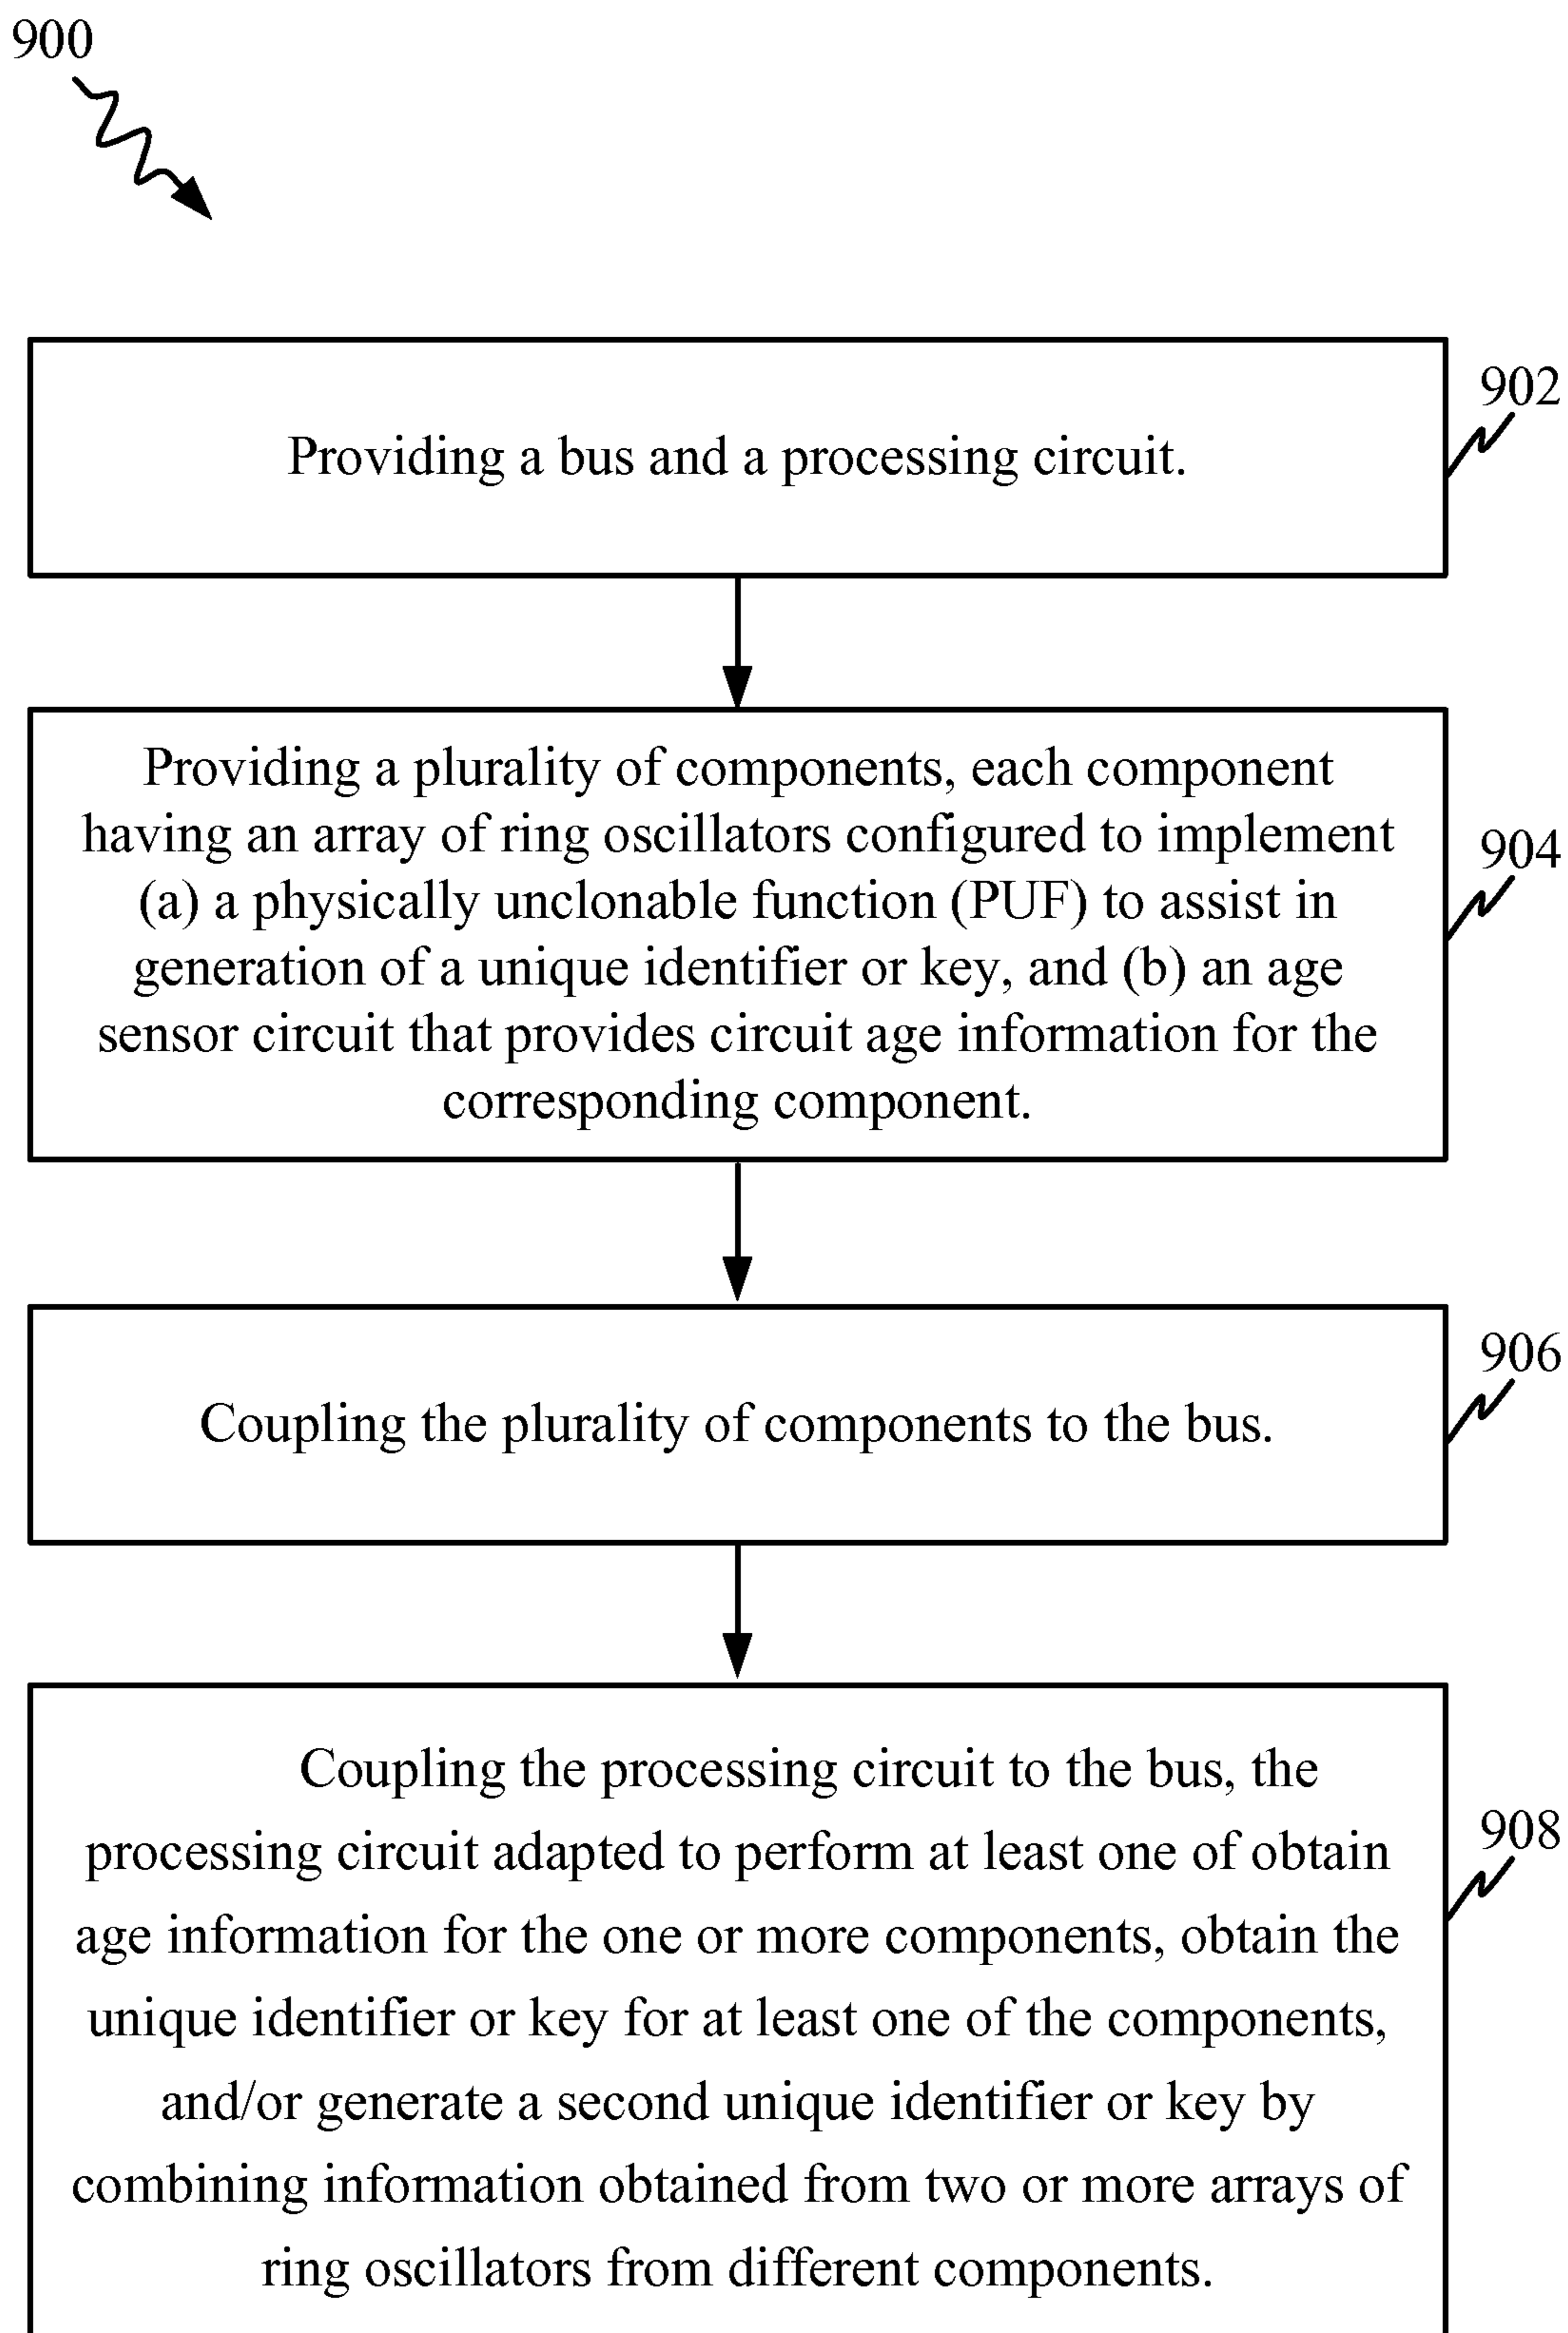 900
902
Providing a bus and a processing circuit.
Providing a plurality of components, each component
having an array of ring oscillators configured to implement
(a) a physically unclonable function (PUF) to assist in
generation of a unique identifier or key, and (b) an age
sensor circuit that provides circuit age information for the
corresponding component.
904
906
Coupling the plurality of components to the bus.
Coupling the processing circuit to the bus, the
processing circuit adapted to perform at least one of obtain
age information for the one or more components, obtain the
unique identifier or key for at least one of the components,
and/or generate a second unique identifier or key by
combining information obtained from two or more arrays of
ring oscillators from different components.
908